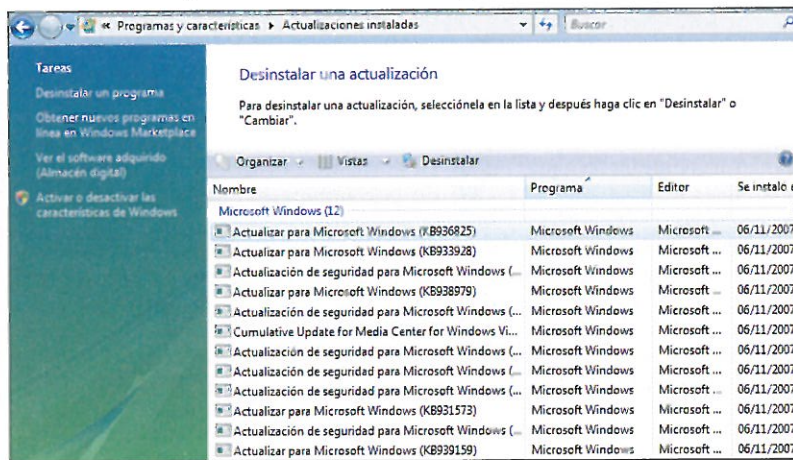 « Programas y características ▸ Actualizaciones instaladas Buscar
Tareas
Desinstalar un programa
Obtener nuevos programas en
línea en Windows Marketplace
Ver el software adquirido
(Almacén digital)
Activar o desactivar las
características de Windows
Desinstalar una actualización
Para desinstalar una actualización, selecciónela en la lista y después haga clic en "Desinstalar" o
"Cambiar".
Organizar Vistas Desinstalar
Nombre Programa Editor Se instaló e
Microsoft Windows (12)
Actualizar para Microsoft Windows (KB936825) Microsoft Windows Microsoft ... 06/11/2007
Actualizar para Microsoft Windows (KB933928) Microsoft Windows Microsoft ... 06/11/2007
Actualización de seguridad para Microsoft Windows (... Microsoft Windows Microsoft ... 06/11/2007
Actualizar para Microsoft Windows (KB938979) Microsoft Windows Microsoft ... 06/11/2007
Actualización de seguridad para Microsoft Windows (... Microsoft Windows Microsoft ... 06/11/2007
Cumulative Update for Media Center for Windows Vi... Microsoft Windows Microsoft ... 06/11/2007
Actualización de seguridad para Microsoft Windows (... Microsoft Windows Microsoft ... 06/11/2007
Actualización de seguridad para Microsoft Windows (... Microsoft Windows Microsoft ... 06/11/2007
Actualización de seguridad para Microsoft Windows (... Microsoft Windows Microsoft ... 06/11/2007
Actualizar para Microsoft Windows (KB931573) Microsoft Windows Microsoft ... 06/11/2007
Actualización de seguridad para Microsoft Windows (... Microsoft Windows Microsoft ... 06/11/2007
Actualizar para Microsoft Windows (KB939159) Microsoft Windows Microsoft ... 06/11/2007